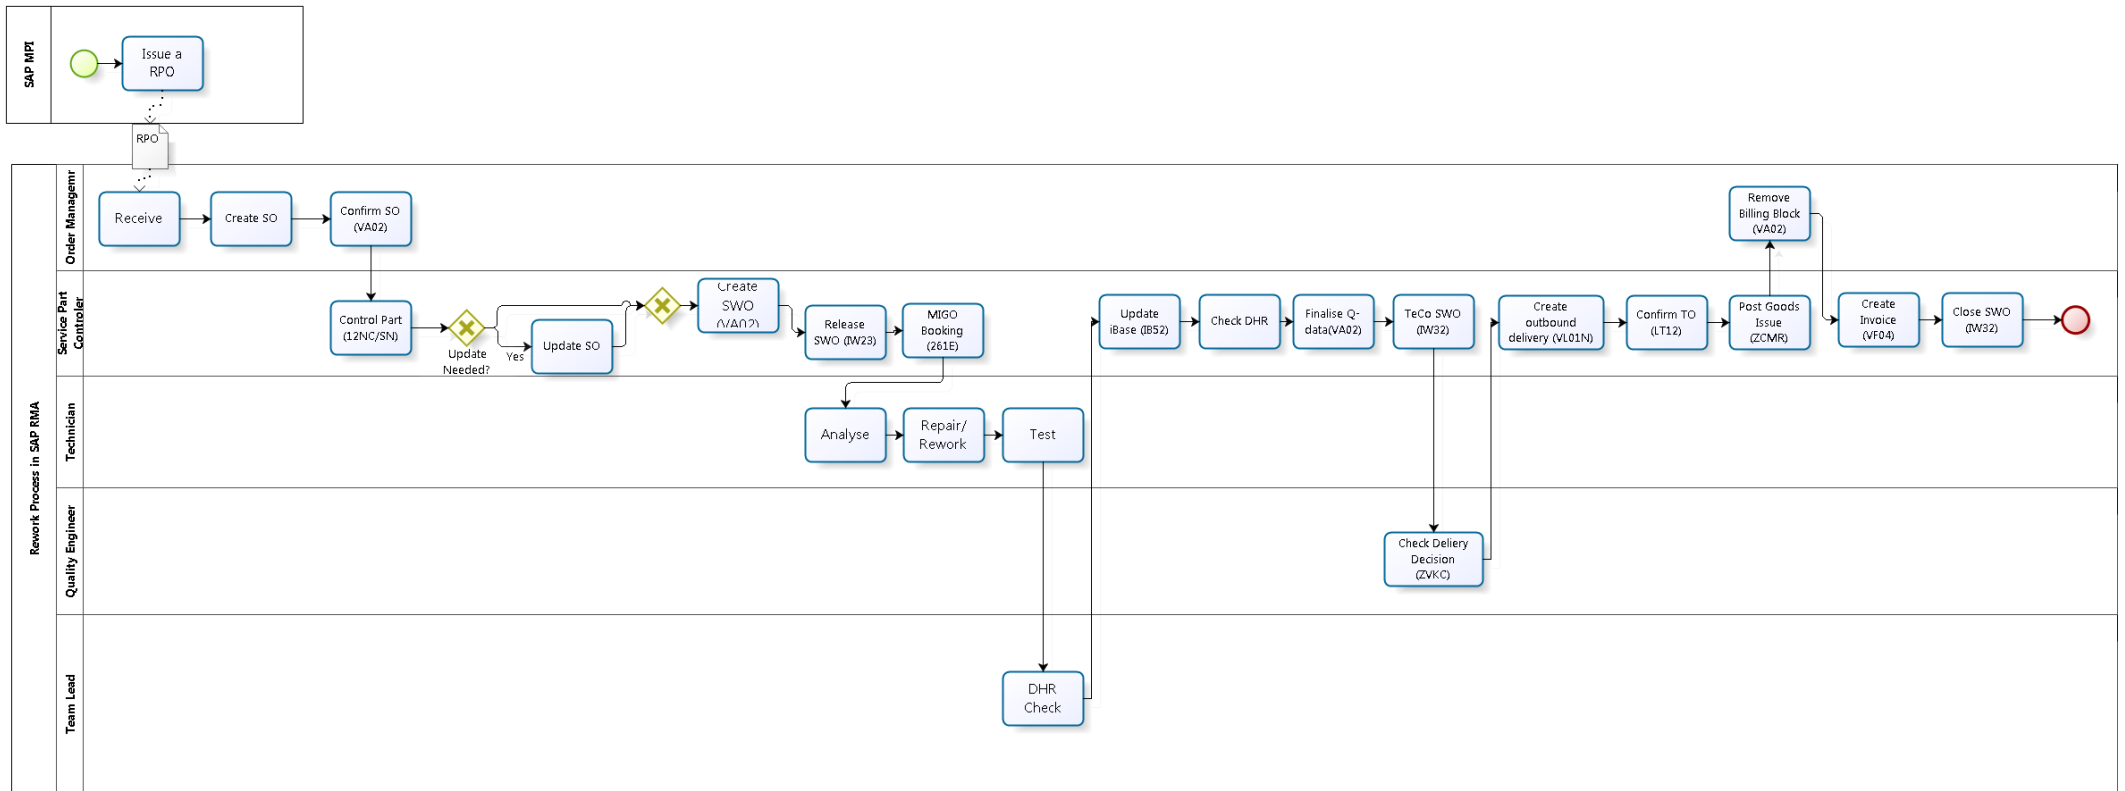 SAP MPI
Issue a
RPO
RPO
Rework Process in SAP RMA
Order Managemr
Receive
Create SO
Confirm SO
(VA02)
Remove
Billing Block
(VA02)
Service Part
Controller
Control Part
(12NC/SN)
Update
Needed?
Yes
Update SO
Create
SWO
(VA02)
Release
SWO (IW23)
MIGO
Booking
(261E)
Update
iBase (IB52)
Check DHR
Finalise Q-
data(VA02)
TeCo SWO
(IW32)
Create
outbound
delivery (VL01N)
Confirm TO
(LT12)
Post Goods
Issue
(ZCMR)
Create
Invoice
(VF04)
Close SWO
(IW32)
Technician
Analyse
Repair/
Rework
Test
Quality Engineer
Check Deliery
Decision
(ZVKC)
Team Lead
DHR
Check